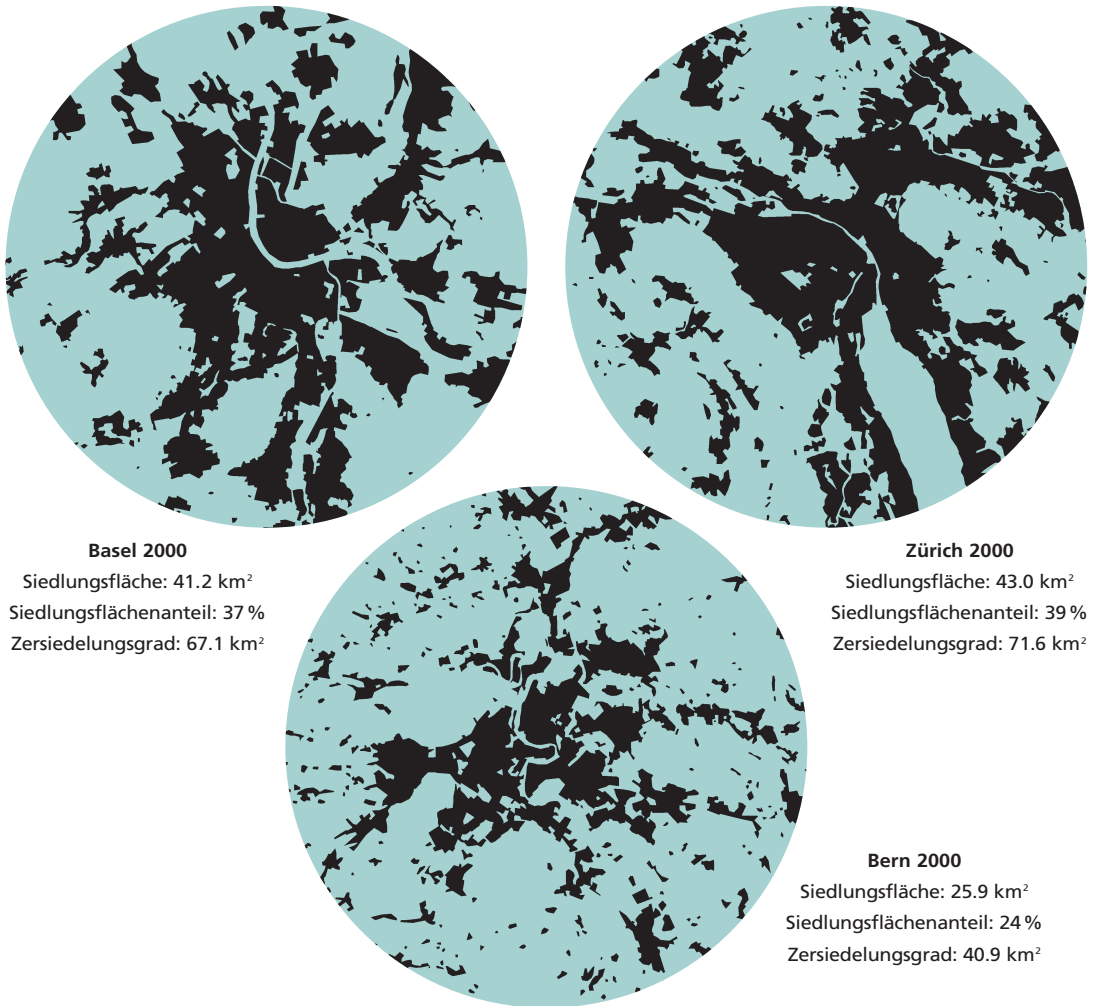 Basel 2000
Siedlungsfläche: 41.2 km²
Siedlungsflächenanteil: 37 %
Zersiedelungsgrad: 67.1 km²
Zürich 2000
Siedlungsfläche: 43.0 km²
Siedlungsflächenanteil: 39 %
Zersiedelungsgrad: 71.6 km²
Bern 2000
Siedlungsfläche: 25.9 km²
Siedlungsflächenanteil: 24 %
Zersiedelungsgrad: 40.9 km²